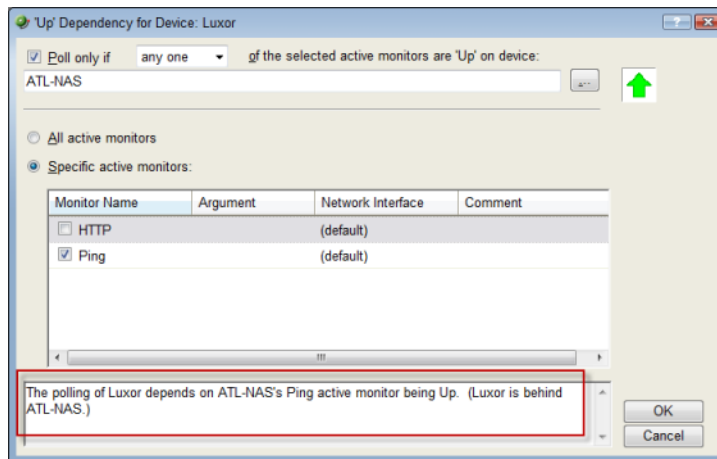 'Up' Dependency for Device: Luxor
Poll only if any one of the selected active monitors are 'Up' on device:
ATL-NAS
...
All active monitors
Specific active monitors:
Monitor Name Argument Network Interface Comment
HTTP (default)
Ping (default)
The polling of Luxor depends on ATL-NAS's Ping active monitor being Up. (Luxor is behind
ATL-NAS.)
OK
Cancel